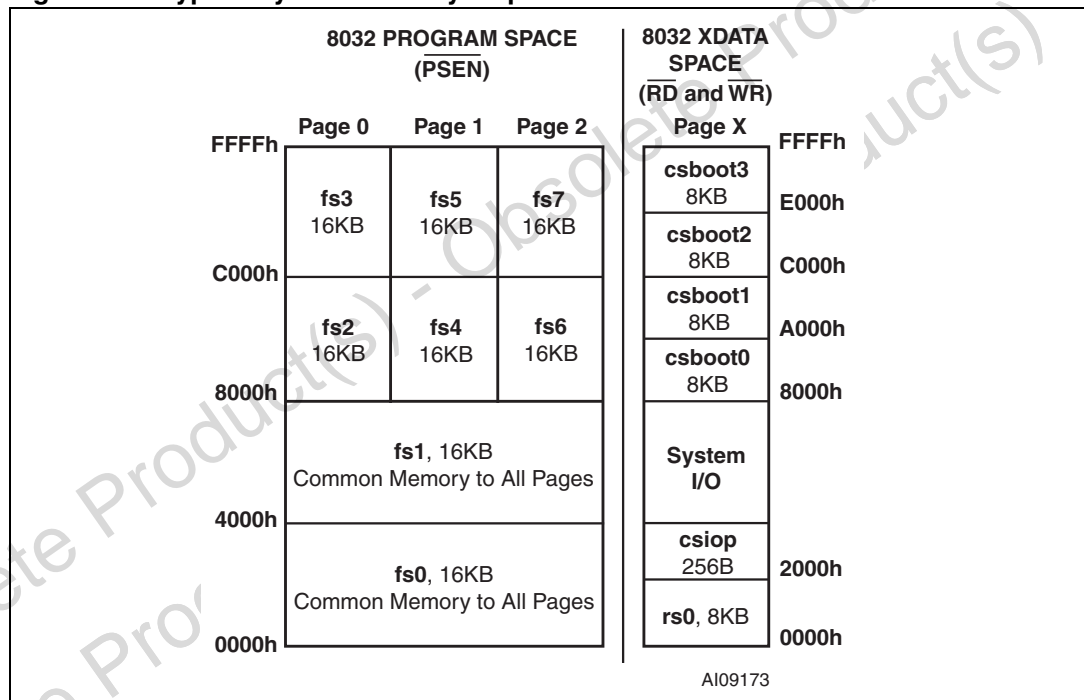 8032 PROGRAM SPACE
(PSEN)
8032 XDATA
SPACE
(RD and WR)
Page 0 Page 1 Page 2
Page X
FFFFh
FFFFh
fs3
16KB
fs5
16KB
fs7
16KB
csboot3
8KB
E000h
csboot2
8KB
C000h
C000h
fs2
16KB
fs4
16KB
fs6
16KB
csboot1
8KB
A000h
csboot0
8KB
8000h
8000h
fs1, 16KB
Common Memory to All Pages
System
I/O
4000h
csiop
256B
2000h
fs0, 16KB
Common Memory to All Pages
rs0, 8KB
0000h
0000h
AI09173
Product(s) - Obsolete Product(s)